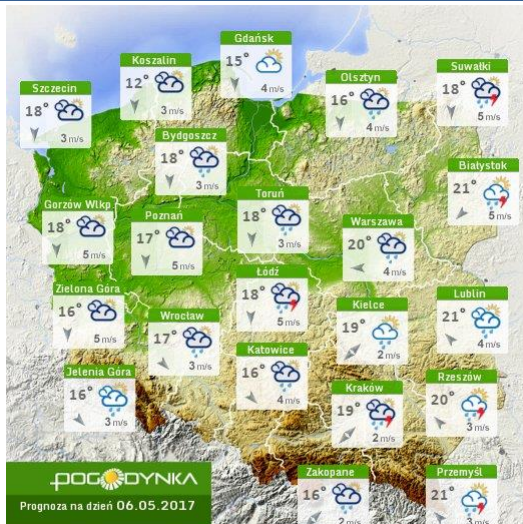 Gdańsk
15°
4 m/s
Koszalin
12°
3 m/s
Suwałki
18°
5 m/s
Olsztyn
16°
4 m/s
Szczecin
18°
3 m/s
Bydgoszcz
18°
3 m/s
Białystok
21°
5 m/s
Toruń
18°
3 m/s
Gorzów Wlkp
18°
5 m/s
Poznań
17°
5 m/s
Warszawa
20°
4 m/s
Łódź
18°
5 m/s
Zielona Góra
16°
5 m/s
Lublin
21°
4 m/s
Kielce
19°
2 m/s
Wrocław
17°
3 m/s
Katowice
16°
4 m/s
Jelenia Góra
16°
3 m/s
Rzeszów
20°
3 m/s
Kraków
19°
2 m/s
Zakopane
16°
2 m/s
Przemyśl
21°
3 m/s
POGODYNKA
Prognoza na dzień 06.05.2017